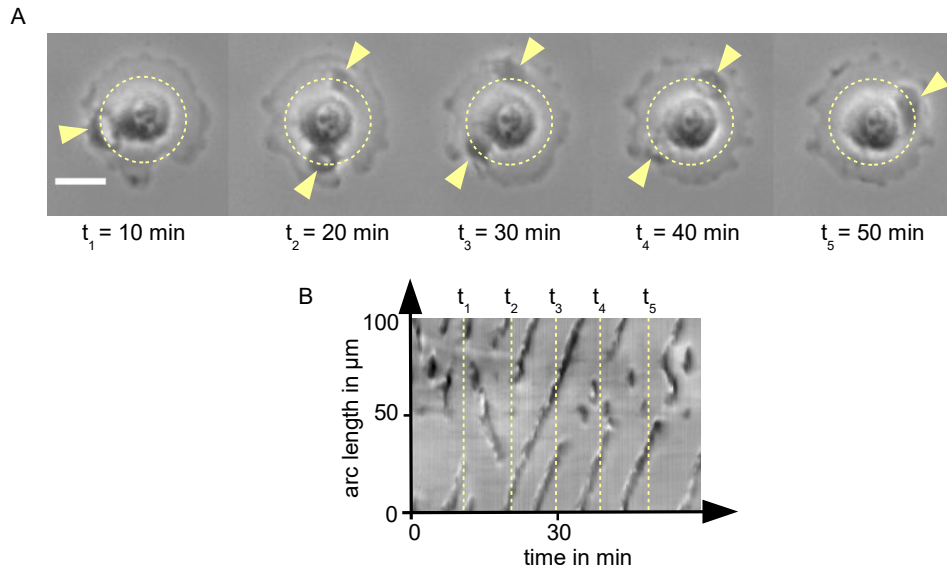 A
t1 = 10 min
t2 = 20 min
t3 = 30 min
t4 = 40 min
t5 = 50 min
B
t1 t2 t3 t4 t5
100
50
0
arc length in µm
0 30
time in min